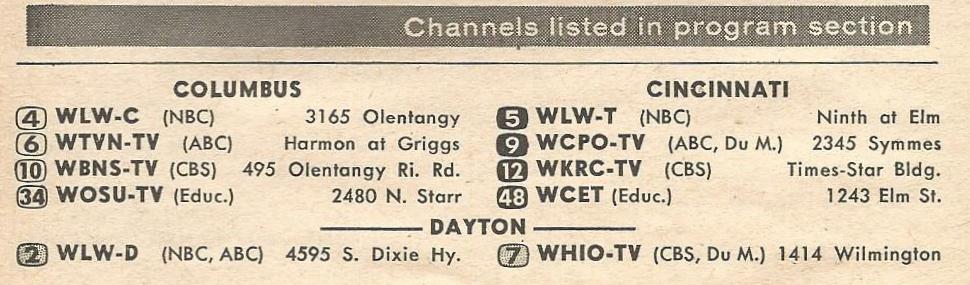 Channels listed in program section
COLUMBUS
4 WLW-C (NBC) 3165 Olentangy
6 WTVN-TV (ABC) Harmon at Griggs
10 WBNS-TV (CBS) 495 Olentangy Ri. Rd.
34 WOSU-TV (Educ.) 2480 N. Starr
CINCINNATI
5 WLW-T (NBC) Ninth at Elm
9 WCPO-TV (ABC, Du M.) 2345 Symmes
12 WKRC-TV (CBS) Times-Star Bldg.
48 WCET (Educ.) 1243 Elm St.
DAYTON
2 WLW-D (NBC, ABC) 4595 S. Dixie Hy.
7 WHIO-TV (CBS, Du M.) 1414 Wilmington